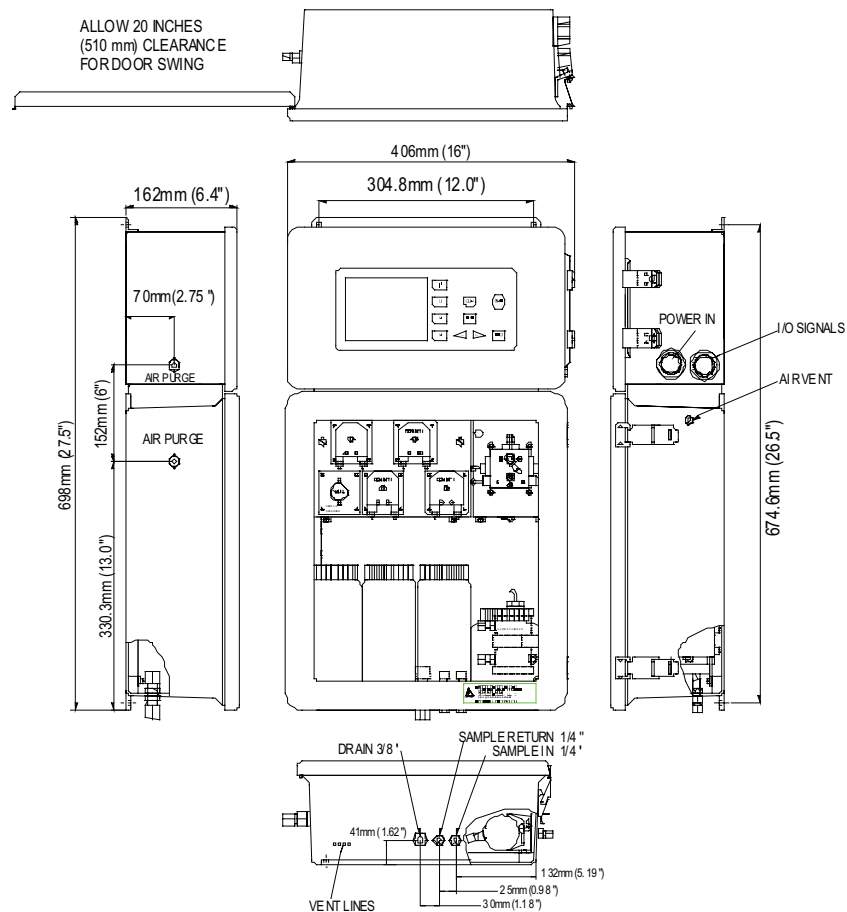 ALLOW 20 INCHES
(510 mm) CLEARANCE
FOR DOOR SWING
406mm (16")
304.8mm (12.0")
162mm (6.4")
70mm(2.75 ")
AIR PURGE
AIR PURGE
152mm (6")
698mm (27.5")
330.3mm (13.0")
POWER IN
I/O SIGNALS
AIR VENT
674.6mm (26.5")
SAMPLE RETURN 1/4"
DRAIN 3/8'
SAMPLE IN 1/4'
41mm (1.62")
132mm (5.19")
25mm (0.98")
30mm (1.18")
VENT LINES